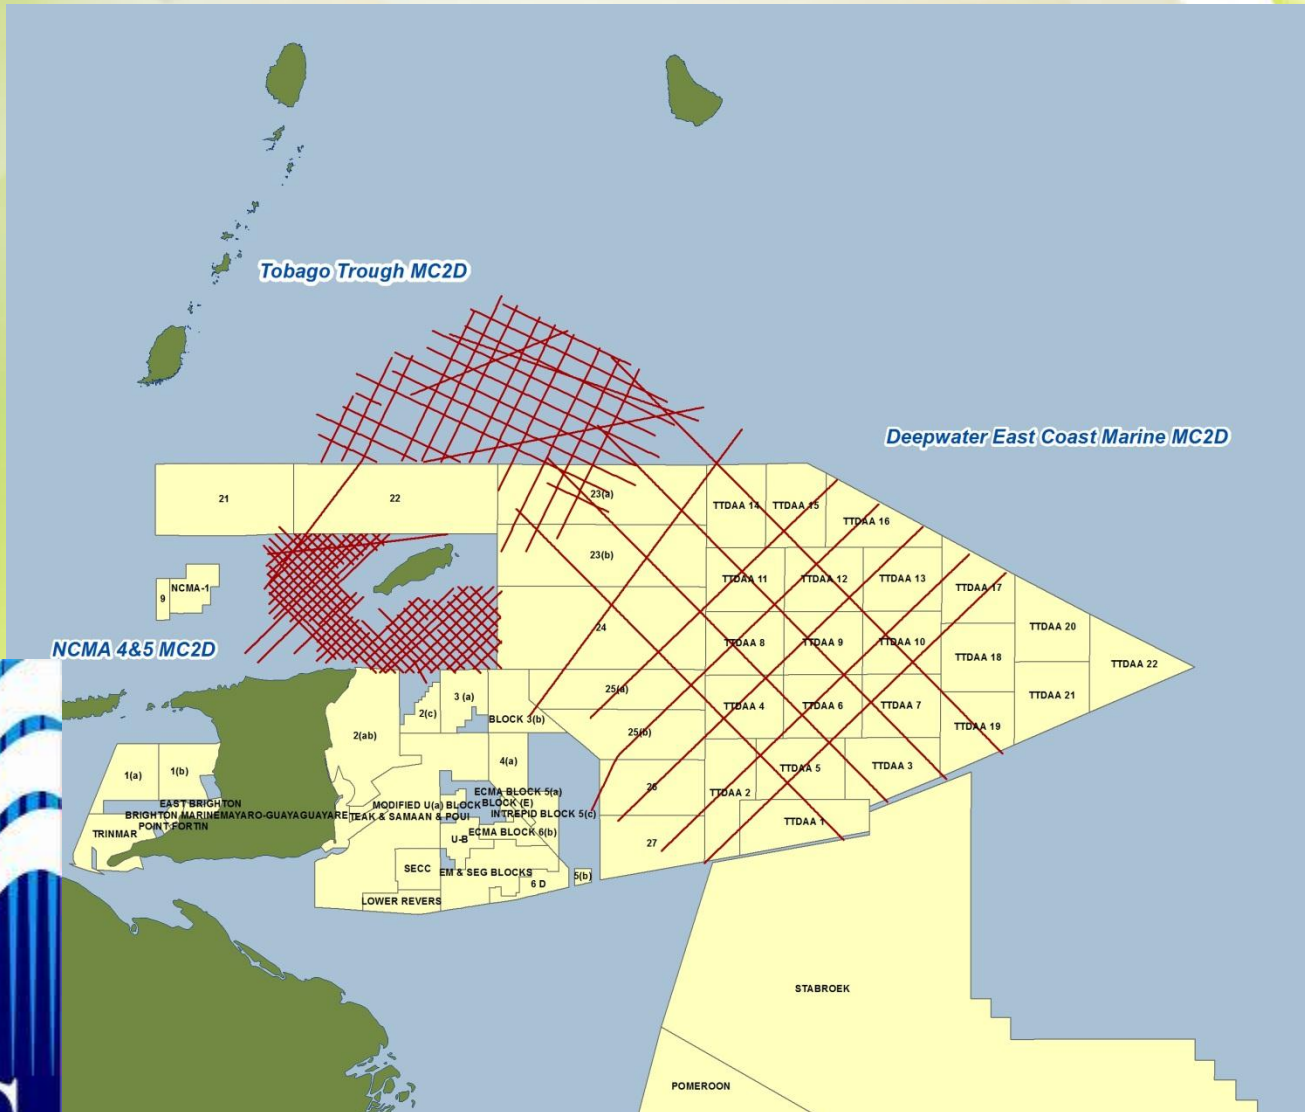 Tobago Trough MC2D
Deepwater East Coast Marine MC2D
21
22
23(a)
TTDAA 14
TTDAA 15
TTDAA 16
23(b)
TTDAA 11
TTDAA 12
TTDAA 13
TTDAA 17
9
NCMA-1
24
TTDAA 8
TTDAA 9
TTDAA 10
TTDAA 20
NCMA 4&5 MC2D
TTDAA 18
TTDAA 22
25(a)
TTDAA 21
3 (a)
2(c)
BLOCK 3(b)
TTDAA 4
TTDAA 6
TTDAA 7
TTDAA 19
2(ab)
25(b)
4(a)
1(a)
1(b)
TTDAA 5
TTDAA 3
26
TTDAA 2
ECMA BLOCK 5(a)
EAST BRIGHTON
MODIFIED U(a) BLOCK
BLOCK (E)
BRIGHTON MARINE
MAYARO-GUAYAGUAYARE
TEAK & SAMAAN & POUI
INTREPID BLOCK 5(c)
POINT FORTIN
TTDAA 1
TRINMAR
ECMA BLOCK 6(b)
U-B
27
SECC
EM & SEG BLOCKS
5(b)
6 D
LOWER REVERS
STABROEK
POMEROON